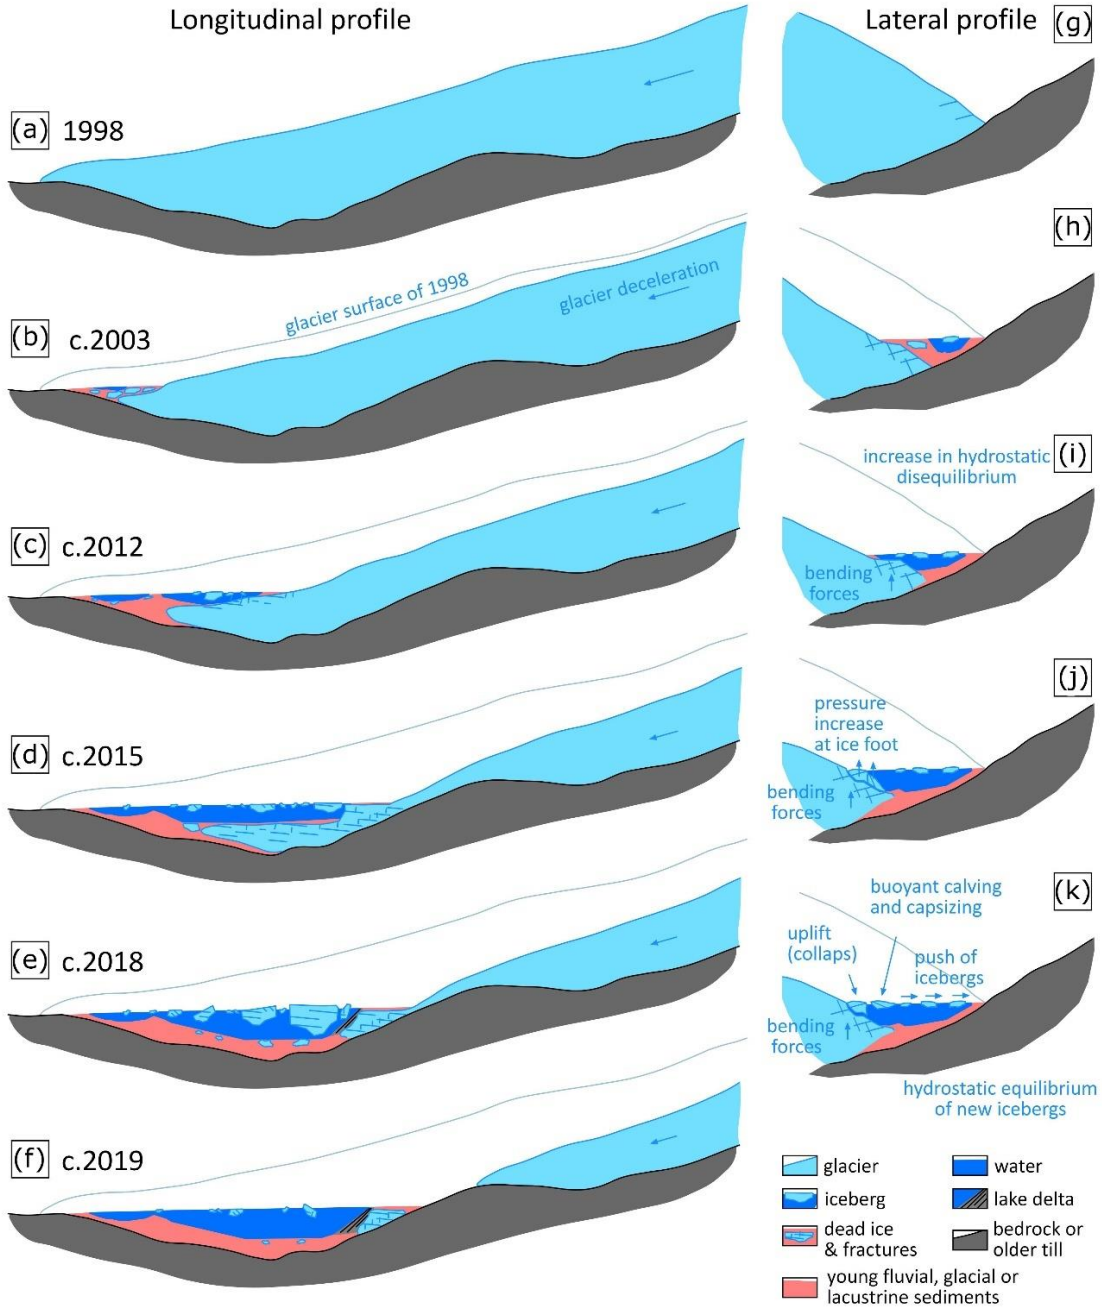 Longitudinal profile
Lateral profile
(g)
(a) 1998
(h)
glacier surface of 1998
glacier deceleration
(b) c.2003
(i)
increase in hydrostatic
disequilibrium
(c) c.2012
bending
forces
(j)
pressure
increase
at ice foot
(d) c.2015
bending
forces
(k)
buoyant calving
and capsizing
uplift
(collaps)
push of
icebergs
(e) c.2018
bending
forces
hydrostatic equilibrium
of new icebergs
(f) c.2019
glacier
water
iceberg
lake delta
dead ice
& fractures
bedrock or
older till
young fluvial, glacial or
lacustrine sediments